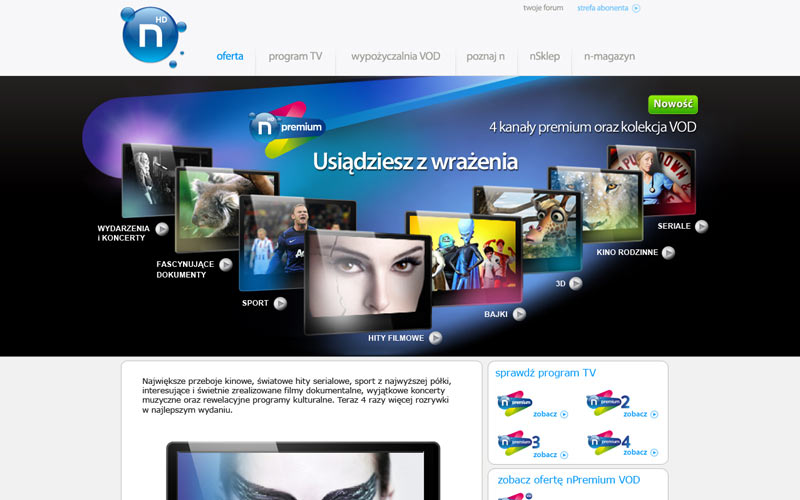 twoje forum
strefa abonenta
n HD
oferta
program TV
wypożyczalnia VOD
poznaj n
nSklep
n-magazyn
Nowość
n HD premium
4 kanały premium oraz kolekcja VOD
Usiądziesz z wrażenia
WYDARZENIA
i KONCERTY
FASCYNUJĄCE
DOKUMENTY
SPORT
HITY FILMOWE
BAJKI
3D
KINO RODZINNE
SERIALE
Największe przeboje kinowe, światowe hity serialowe, sport z najwyższej półki,
interesujące i świetnie zrealizowane filmy dokumentalne, wyjątkowe koncerty
muzyczne oraz rewelacyjne programy kulturalne. Teraz 4 razy więcej rozrywki
w najlepszym wydaniu.
sprawdź program TV
n premium
zobacz
n premium 2
zobacz
n premium 3
zobacz
n premium 4
zobacz
zobacz ofertę nPremium VOD